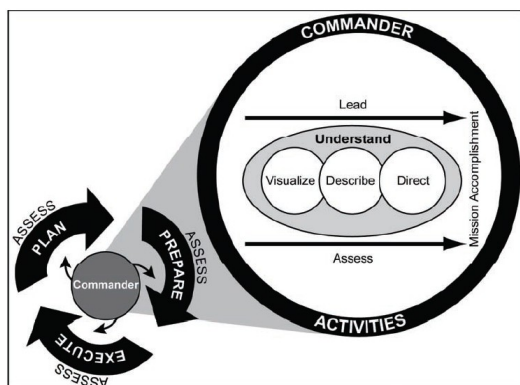 COMMANDER
Lead
Understand
Visualize
Describe
Direct
Mission Accomplishment
Assess
ACTIVITIES
ASSESS
PLAN
ASSESS
PREPARE
Commander
EXECUTE
ASSESS